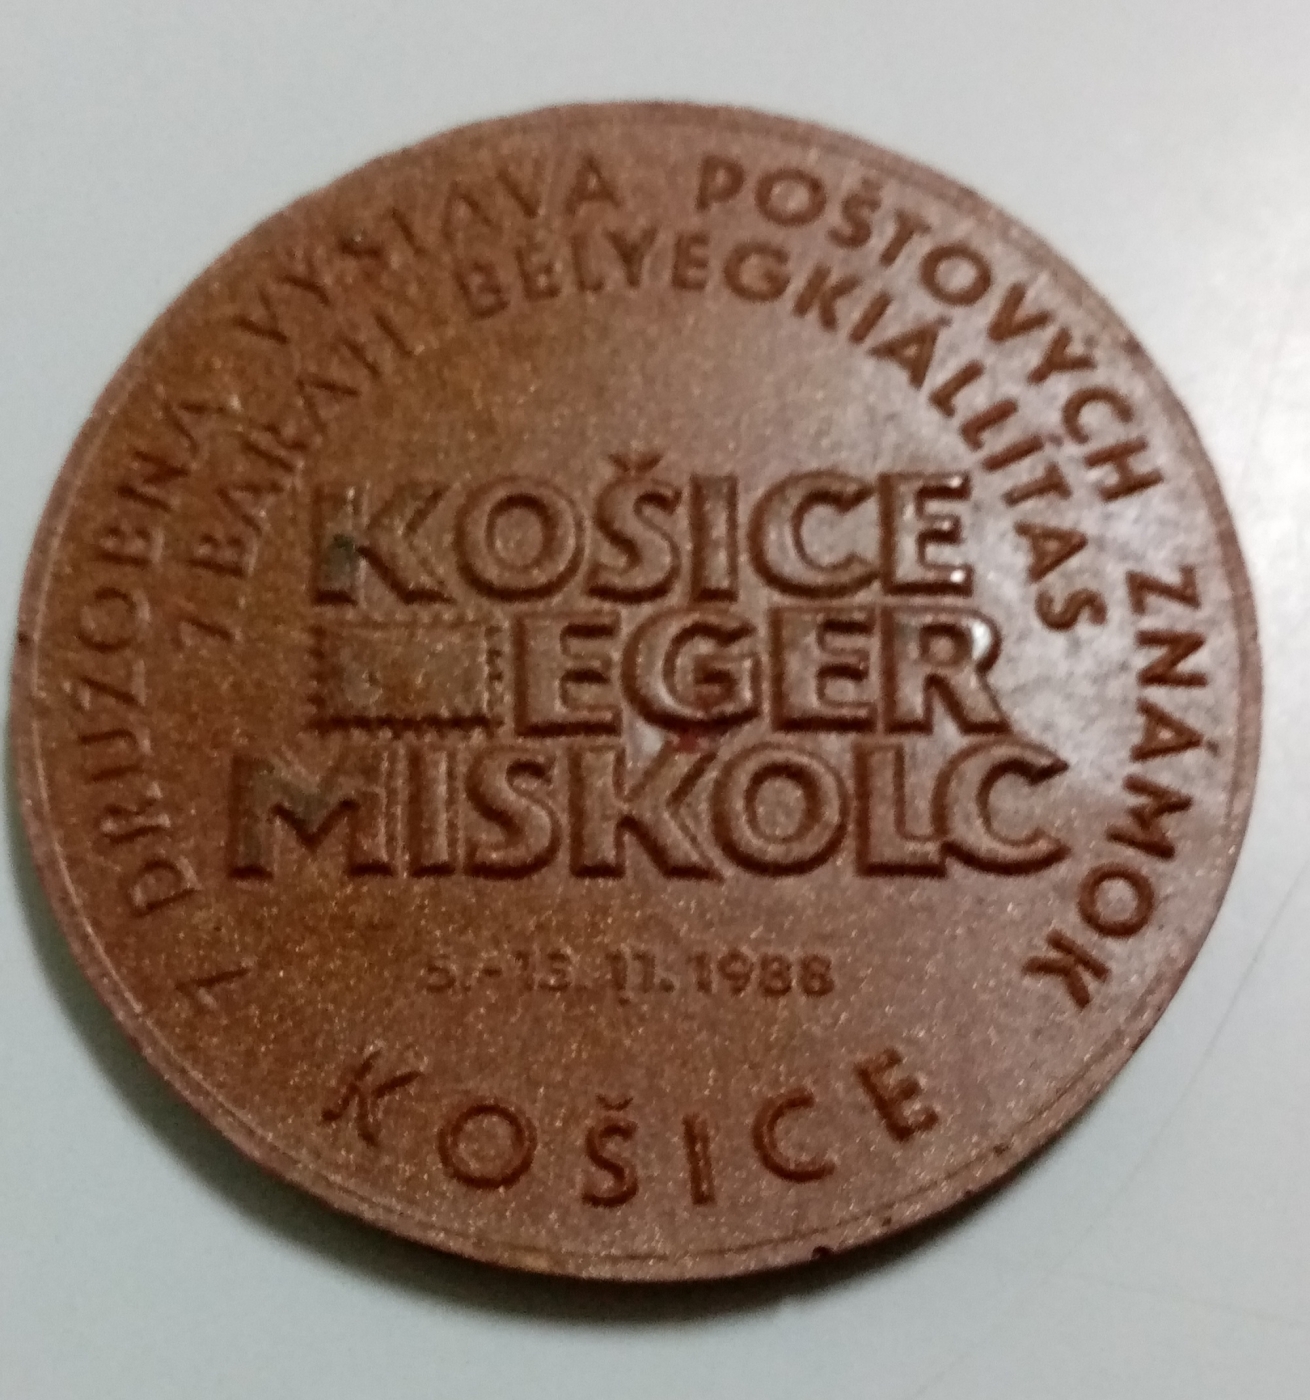 7 DRUŽOBNÁ VÝSTAVA POŠTOVÝCH ZNÁMOK
7 BARÁTI BÉLYEGKIÁLLÍTÁS
KOŠICE
EGER
MISKOLC
5.-13. 11. 1988
KOŠICE